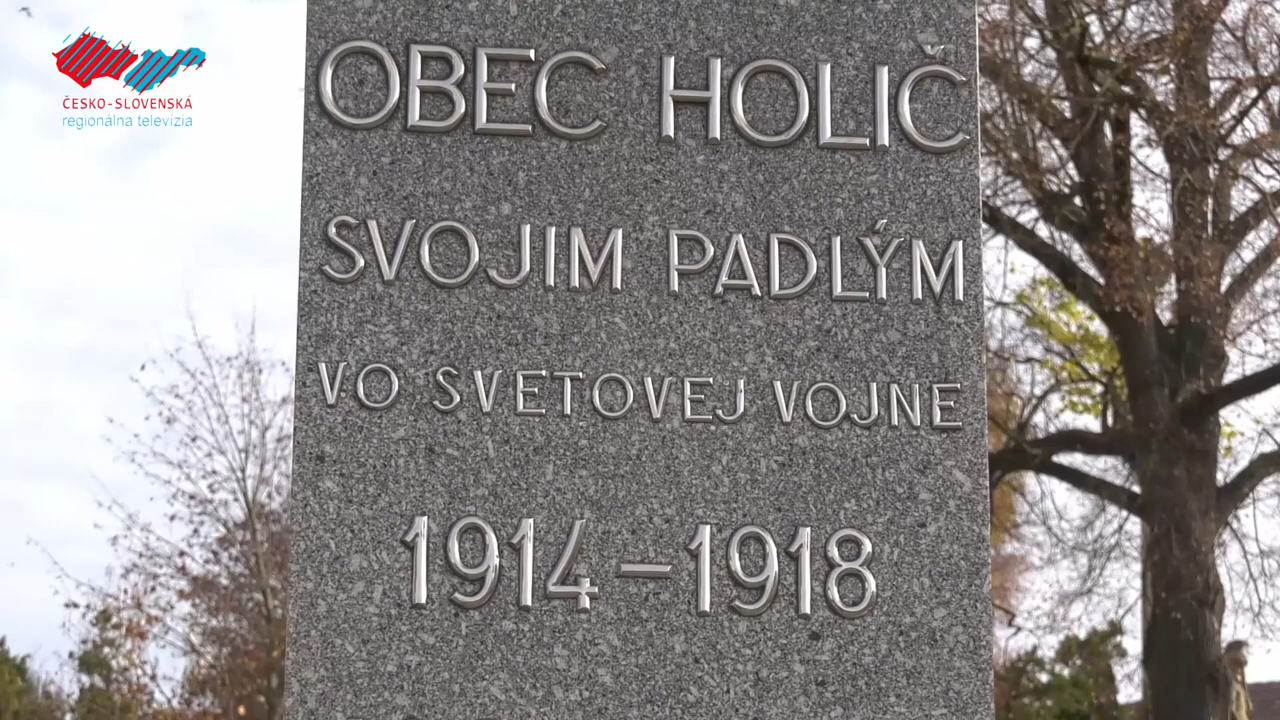 ČESKO-SLOVENSKÁ
regionálna televízia
OBEC HOLIČ
SVOJIM PADLÝM
VO SVETOVEJ VOJNE
1914-1918